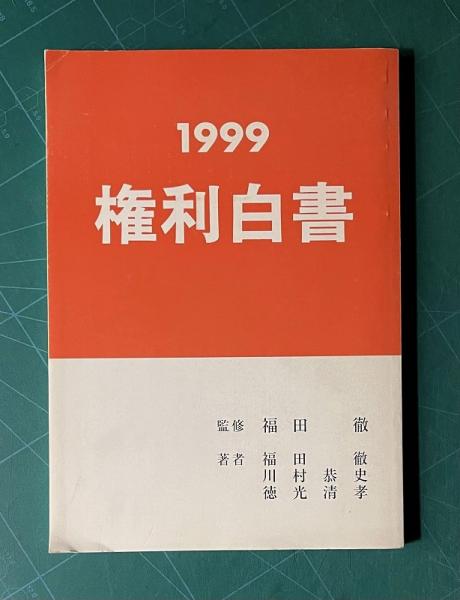 1999
権利白書
監修 福田 徹
著者 福田 徹
川村恭史
徳光清孝